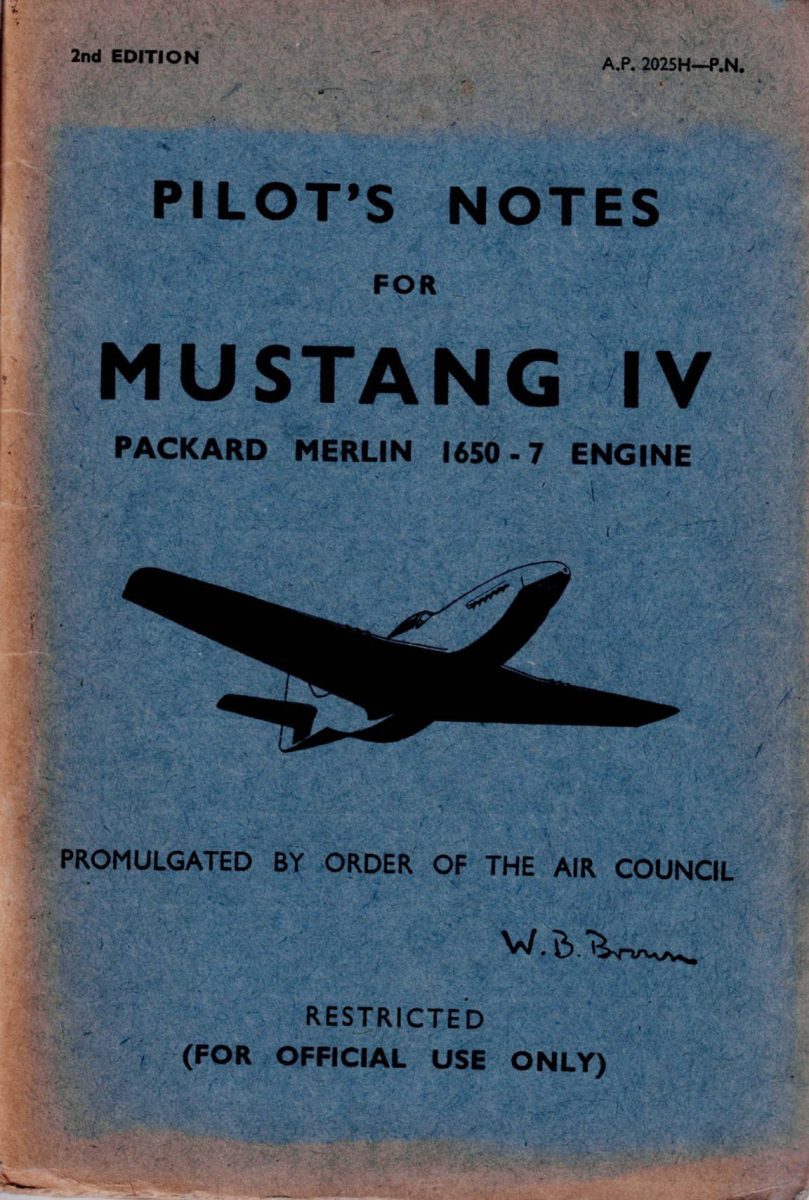 2nd EDITION
A.P. 2025H—P.N.
PILOT'S NOTES
FOR
MUSTANG IV
PACKARD MERLIN 1650 - 7 ENGINE
PROMULGATED BY ORDER OF THE AIR COUNCIL
W.B. Brown
RESTRICTED
(FOR OFFICIAL USE ONLY)